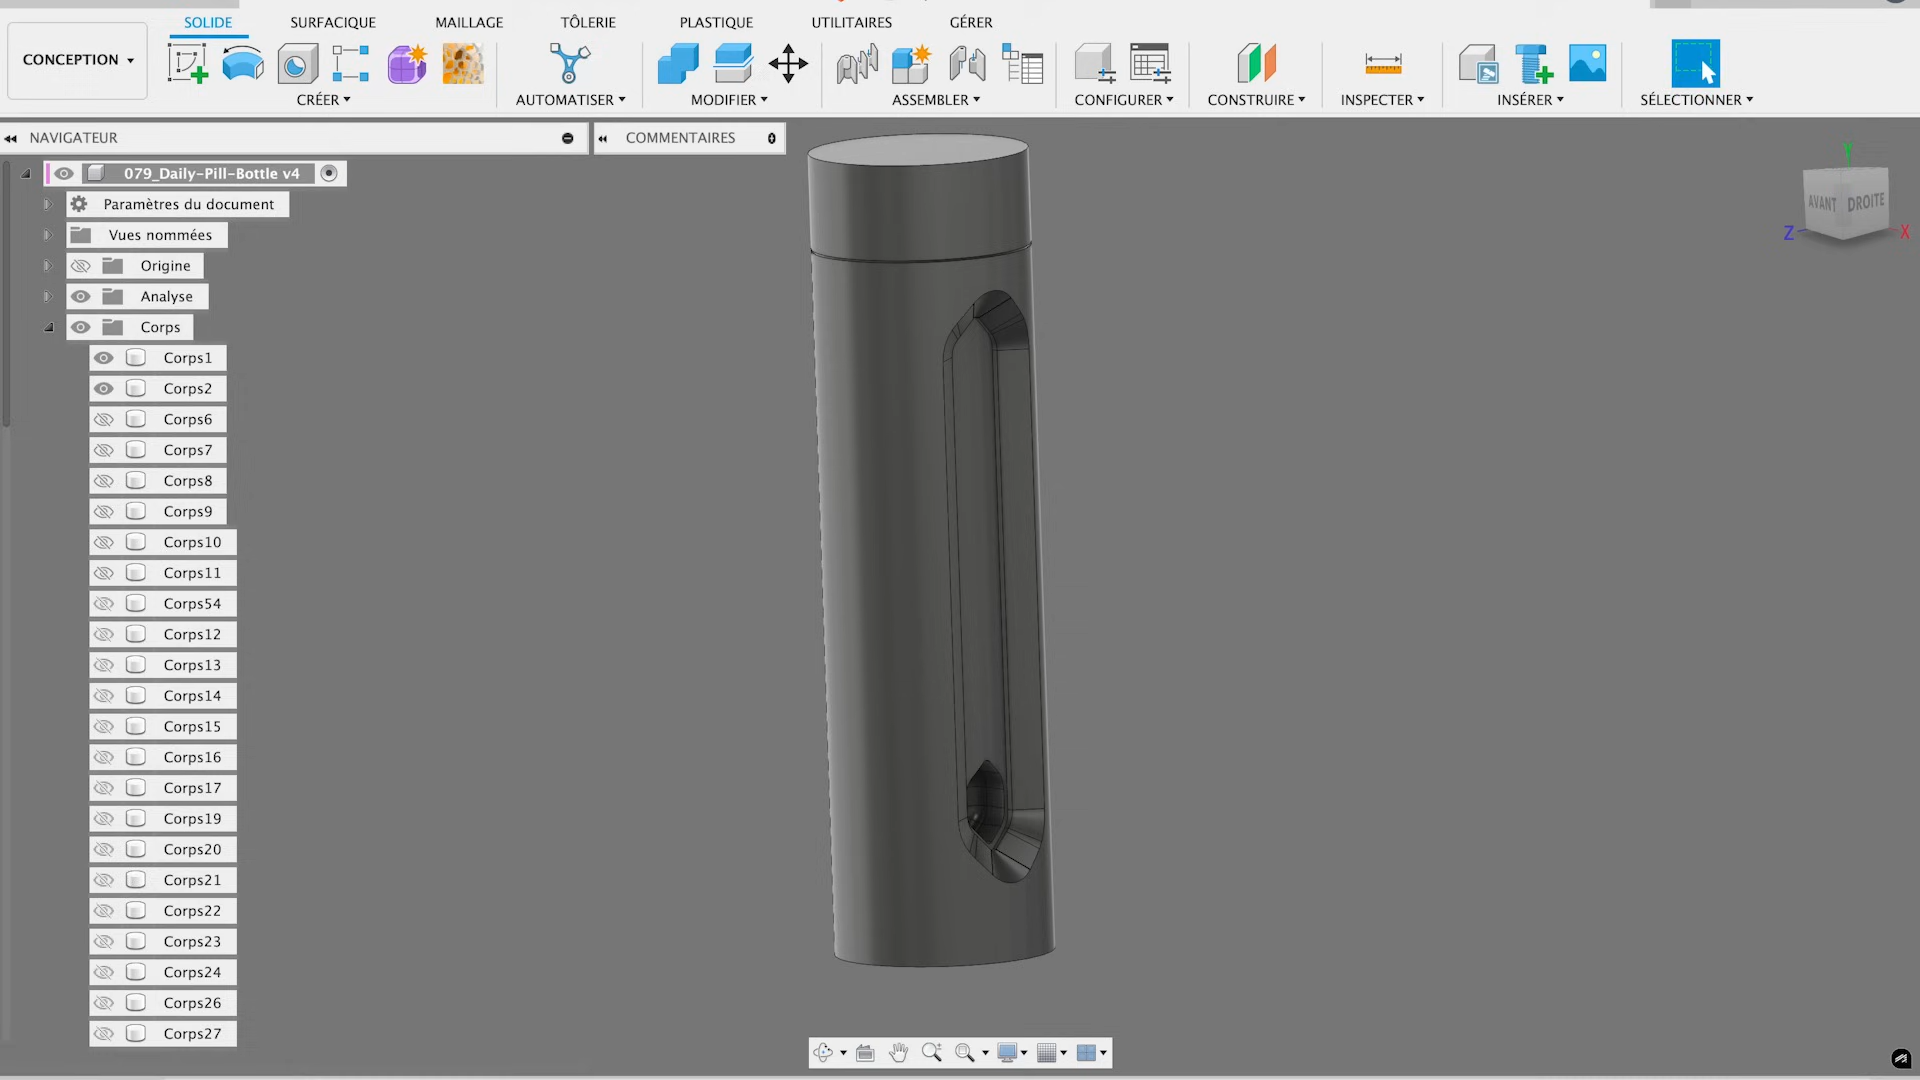 SOLIDE SURFACIQUE MAILLAGE TÔLERIE PLASTIQUE UTILITAIRES GÉRER
CONCEPTION
CRÉER AUTOMATISER MODIFIER ASSEMBLER CONFIGURER CONSTRUIRE INSPECTER INSÉRER SÉLECTIONNER
NAVIGATEUR COMMENTAIRES
079_Daily-Pill-Bottle v4
Paramètres du document
Vues nommées
Origine
Analyse
Corps
Corps1
Corps2
Corps6
Corps7
Corps8
Corps9
Corps10
Corps11
Corps54
Corps12
Corps13
Corps14
Corps15
Corps16
Corps17
Corps19
Corps20
Corps21
Corps22
Corps23
Corps24
Corps26
Corps27
Y
AVANT DROITE
Z X